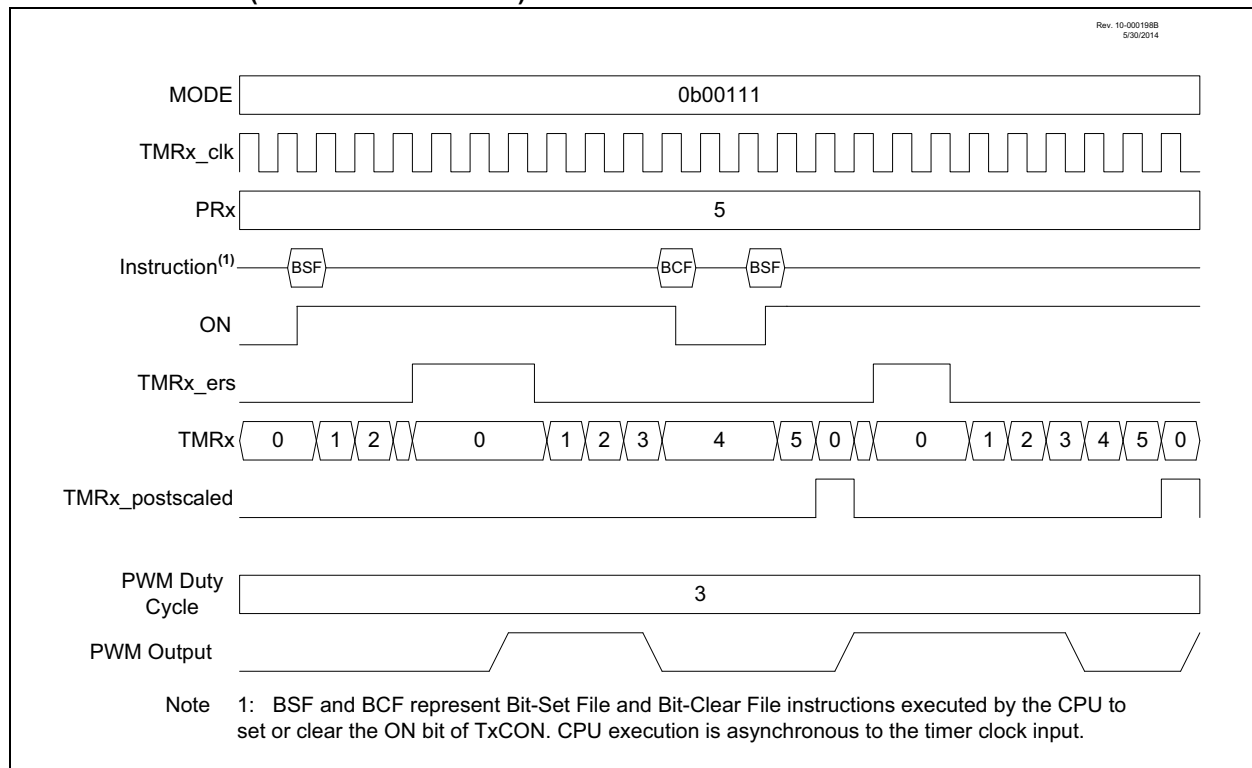 Rev. 10-000198B
5/30/2014
MODE 0b00111
TMRx_clk
PRx 5
Instruction(1) BSF BCF BSF
ON
TMRx_ers
TMRx 0 1 2 0 1 2 3 4 5 0 0 1 2 3 4 5 0
TMRx_postscaled
PWM Duty
Cycle
3
PWM Output
Note 1: BSF and BCF represent Bit-Set File and Bit-Clear File instructions executed by the CPU to
set or clear the ON bit of TxCON. CPU execution is asynchronous to the timer clock input.